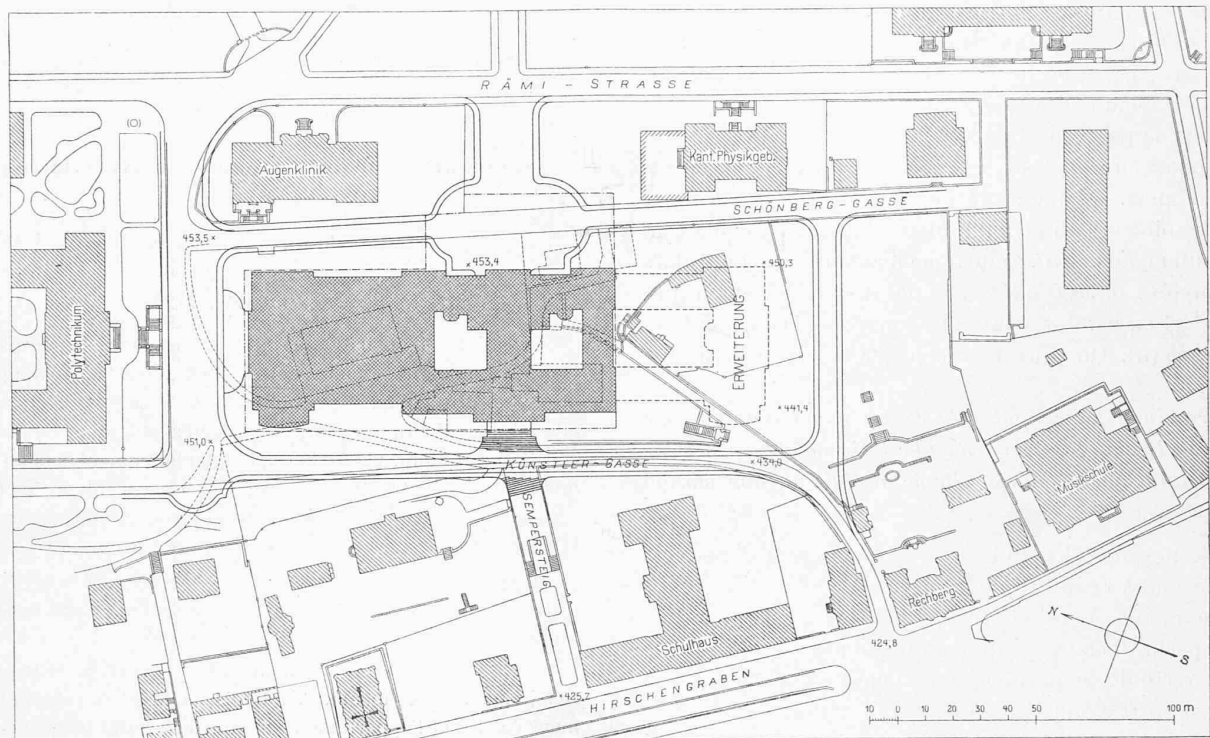 RÄMI - STRASSE
(O)
Augenklinik
Kant. Physikgeb.
SCHÖNBERG - GASSE
453,5
453,4
450,3
Polytechnikum
ERWEITERUNG
441,4
451,0
434,9
KÜNSTLER - GASSE
SEMPERSTEIG
Musikschule
Rechberg
Schulhaus
424,8
425,7
HIRSCHENGRABEN
N
S
10 0 10 20 30 40 50 100 m